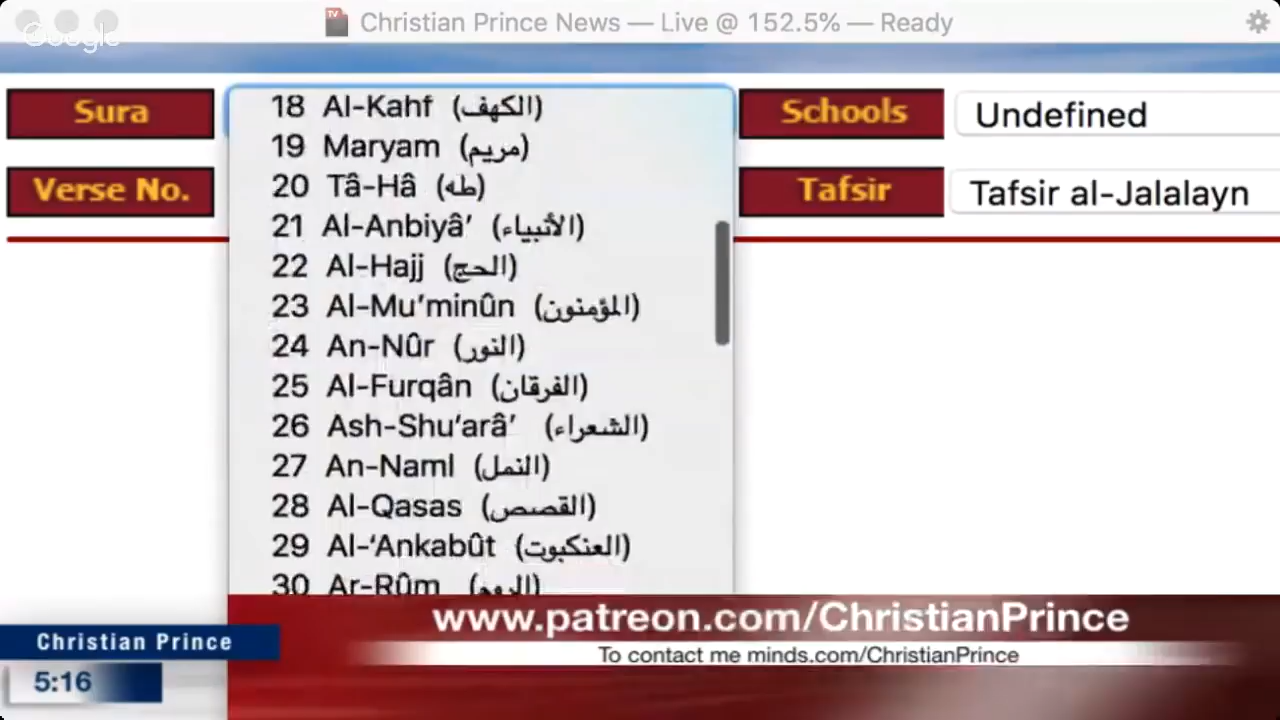 Google
Christian Prince News — Live @ 152.5% — Ready
Sura
Schools
Undefined
Verse No.
Tafsir
Tafsir al-Jalalayn
18 Al-Kahf (الكهف)
19 Maryam (مريم)
20 Tâ-Hâ (طه)
21 Al-Anbiyâ’ (الأنبياء)
22 Al-Hajj (الحج)
23 Al-Mu’minûn (المؤمنون)
24 An-Nûr (النور)
25 Al-Furqân (الفرقان)
26 Ash-Shu‘arâ’ (الشعراء)
27 An-Naml (النمل)
28 Al-Qasas (القصص)
29 Al-‘Ankabût (العنكبوت)
30 Ar-Rûm (الروم)
www.patreon.com/ChristianPrince
To contact me minds.com/ChristianPrince
Christian Prince
5:16